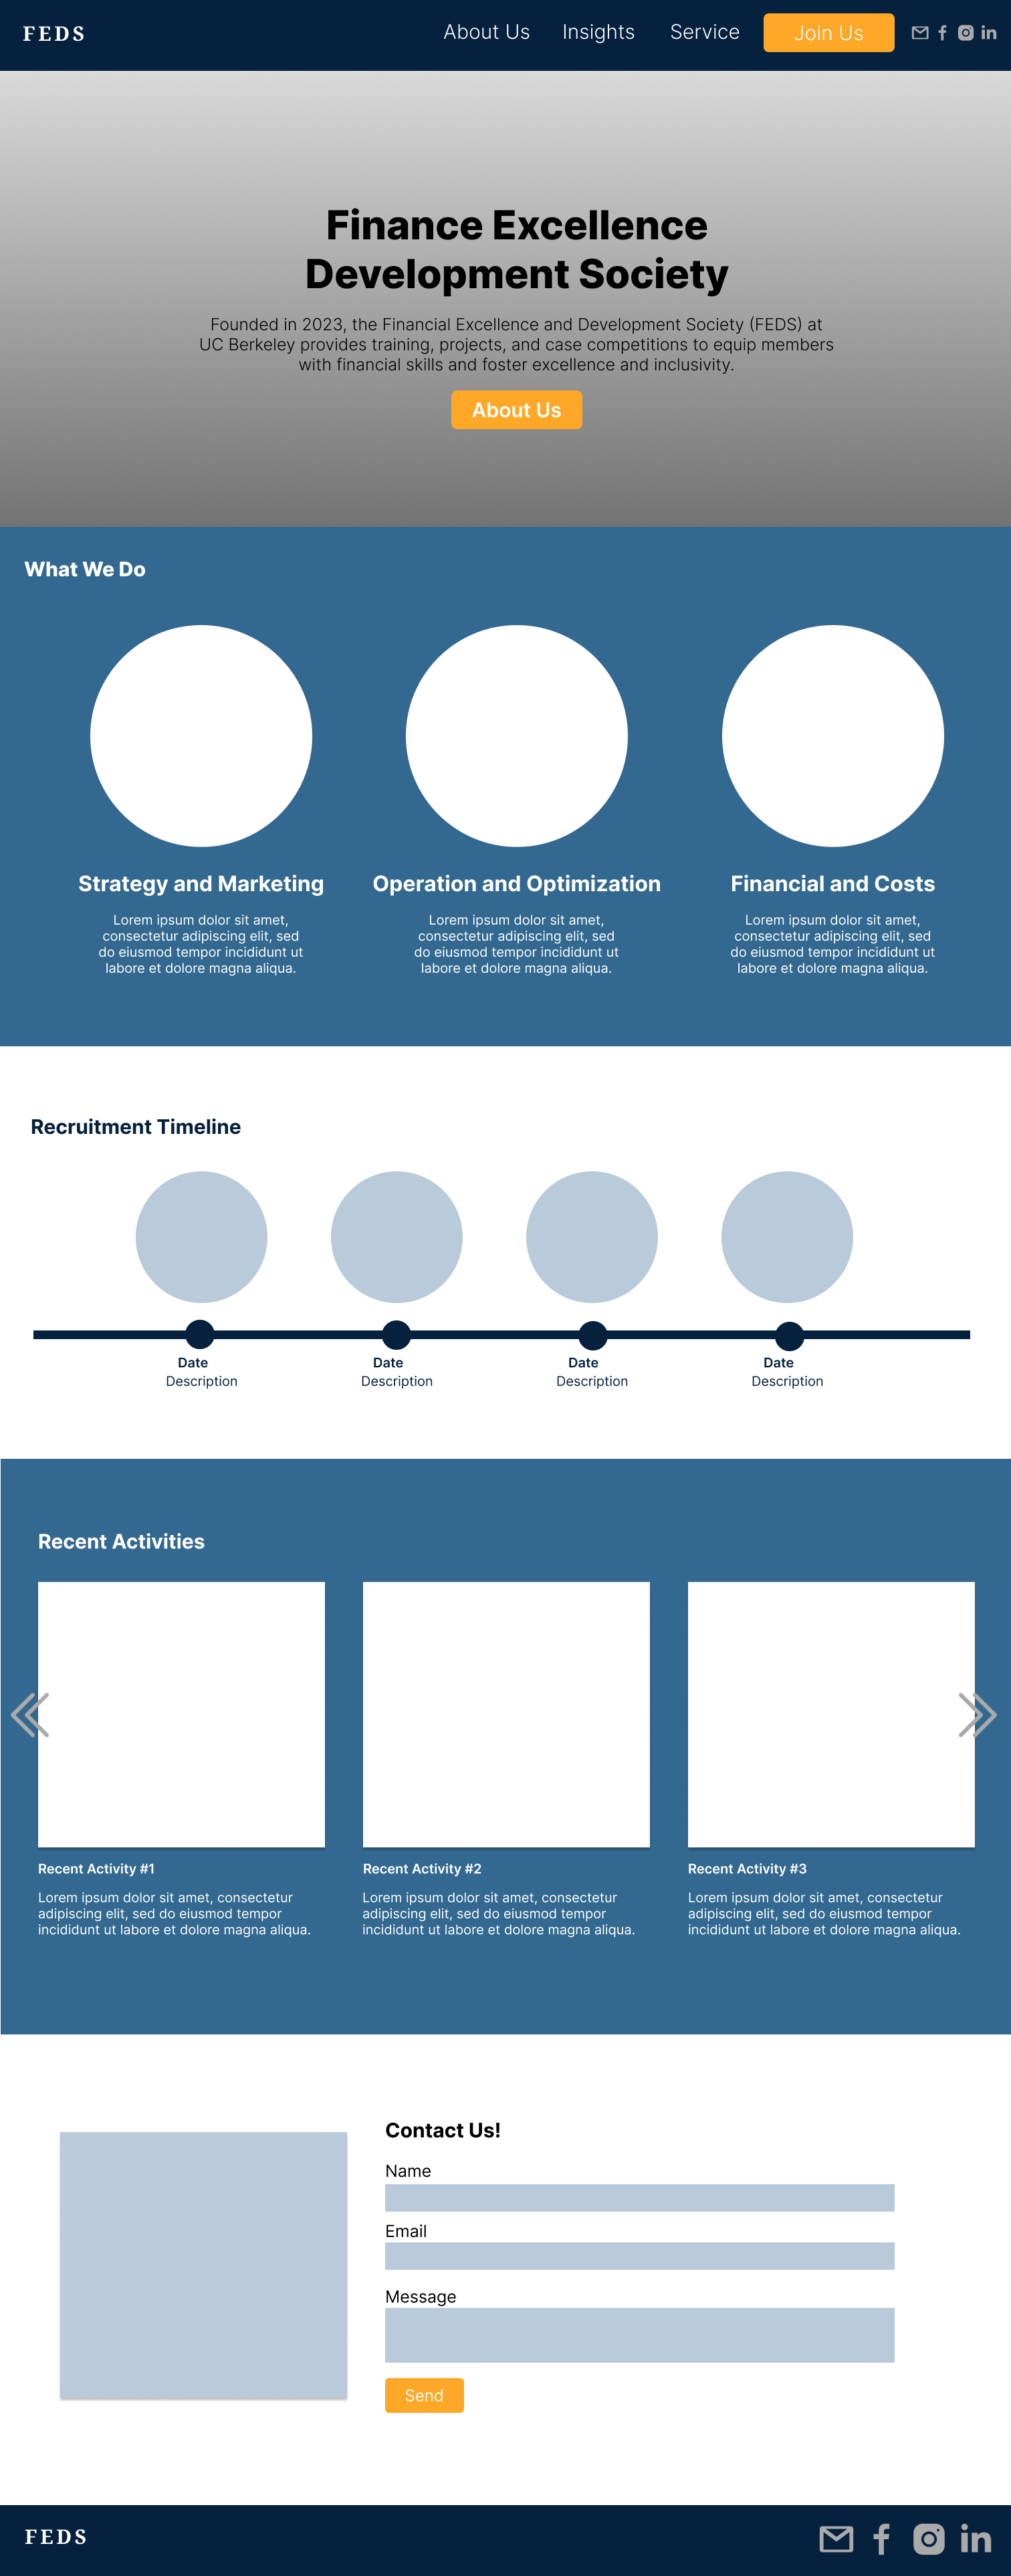 FEDS
About Us
Insights
Service
Join Us
Finance Excellence
Development Society
Founded in 2023, the Financial Excellence and Development Society (FEDS) at
UC Berkeley provides training, projects, and case competitions to equip members
with financial skills and foster excellence and inclusivity.
About Us
What We Do
Strategy and Marketing
Lorem ipsum dolor sit amet,
consectetur adipiscing elit, sed
do eiusmod tempor incididunt ut
labore et dolore magna aliqua.
Operation and Optimization
Lorem ipsum dolor sit amet,
consectetur adipiscing elit, sed
do eiusmod tempor incididunt ut
labore et dolore magna aliqua.
Financial and Costs
Lorem ipsum dolor sit amet,
consectetur adipiscing elit, sed
do eiusmod tempor incididunt ut
labore et dolore magna aliqua.
Recruitment Timeline
Date
Description
Date
Description
Date
Description
Date
Description
Recent Activities
Recent Activity #1
Lorem ipsum dolor sit amet, consectetur
adipiscing elit, sed do eiusmod tempor
incididunt ut labore et dolore magna aliqua.
Recent Activity #2
Lorem ipsum dolor sit amet, consectetur
adipiscing elit, sed do eiusmod tempor
incididunt ut labore et dolore magna aliqua.
Recent Activity #3
Lorem ipsum dolor sit amet, consectetur
adipiscing elit, sed do eiusmod tempor
incididunt ut labore et dolore magna aliqua.
Contact Us!
Name
Email
Message
Send
FEDS